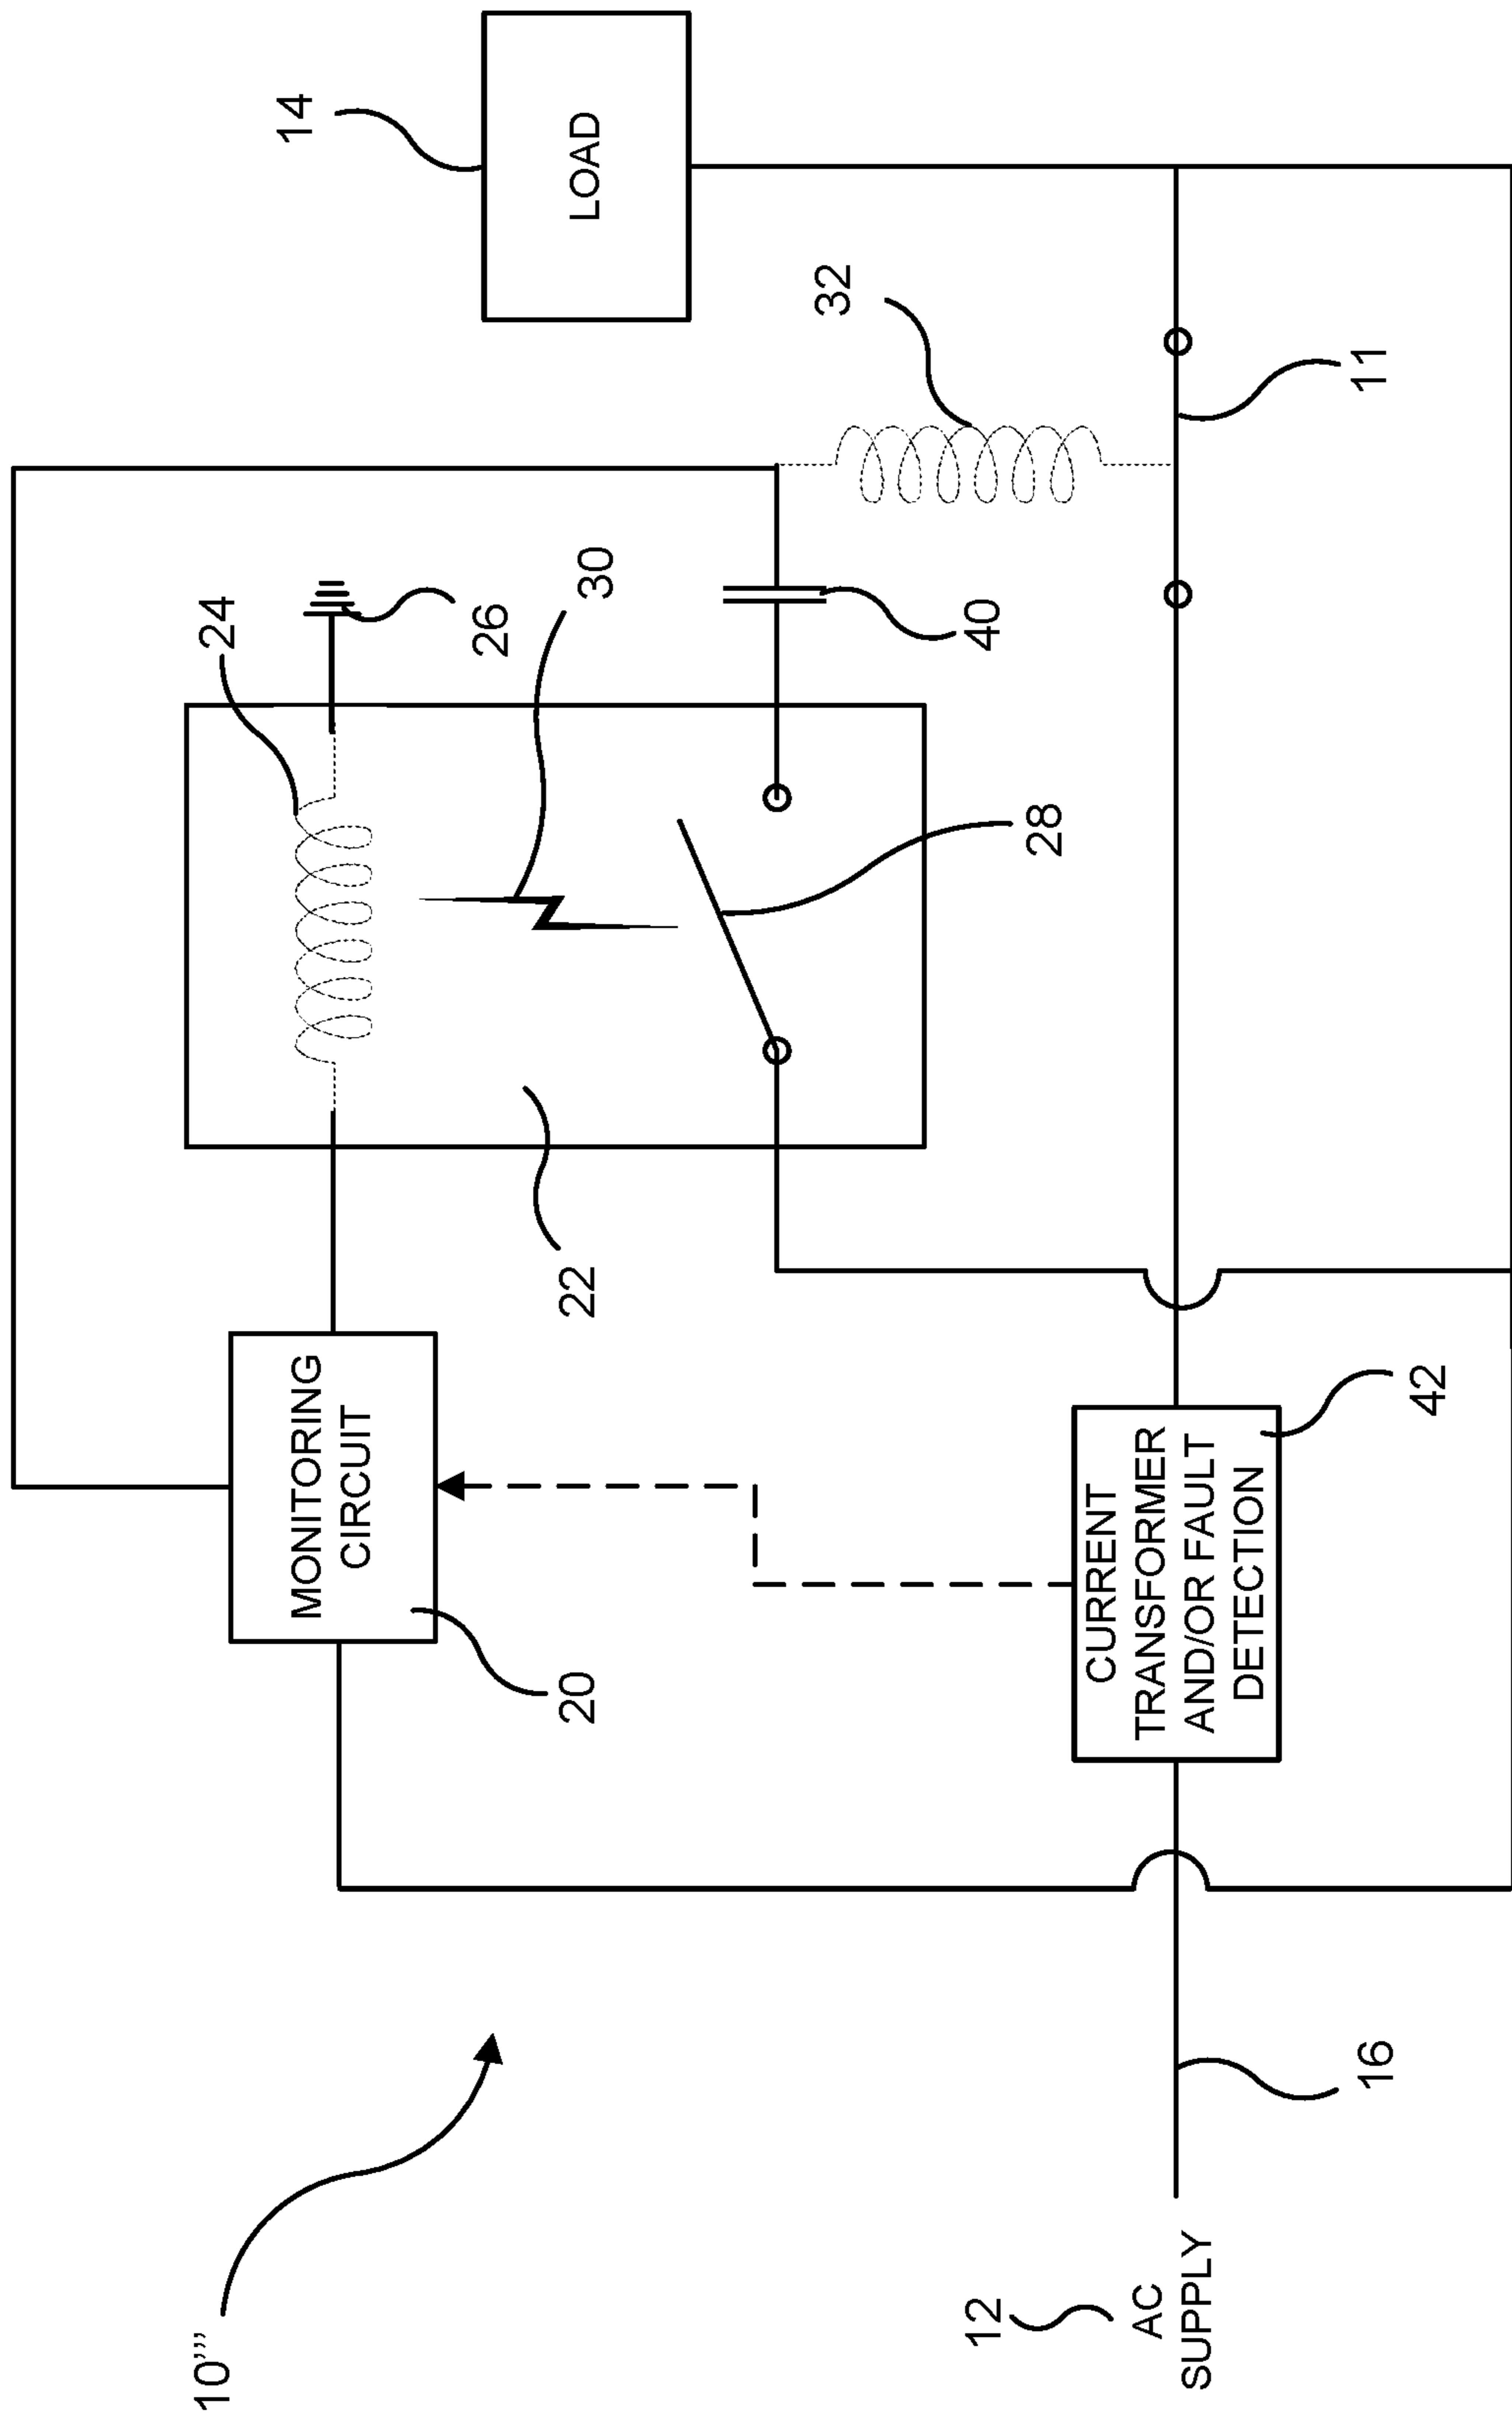 10'''
14
LOAD
24
26
30
32
MONITORING
CIRCUIT
20
22
28
40
11
12
AC
SUPPLY
16
CURRENT
TRANSFORMER
AND/OR FAULT
DETECTION
42